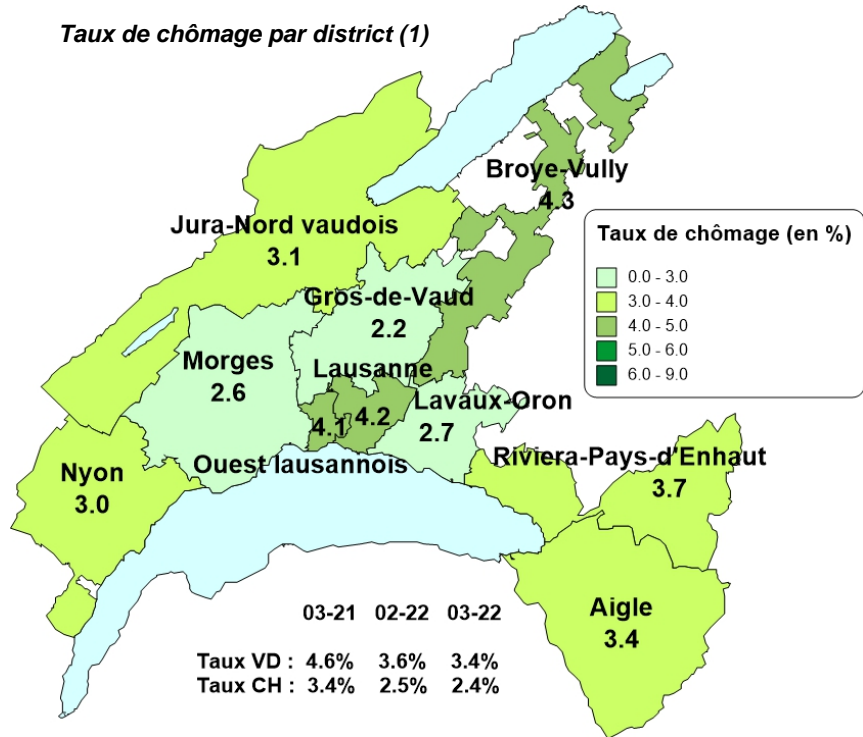 Taux de chômage par district (1)
Broye-Vully
4.3
Jura-Nord vaudois
3.1
Taux de chômage (en %)
0.0 - 3.0
3.0 - 4.0
4.0 - 5.0
5.0 - 6.0
6.0 - 9.0
Gros-de-Vaud
2.2
Morges
2.6
Lausanne
4.2
4.1
Lavaux-Oron
2.7
Ouest lausannois
Riviera-Pays-d'Enhaut
3.7
Nyon
3.0
Aigle
3.4
03-21 02-22 03-22
Taux VD : 4.6% 3.6% 3.4%
Taux CH : 3.4% 2.5% 2.4%